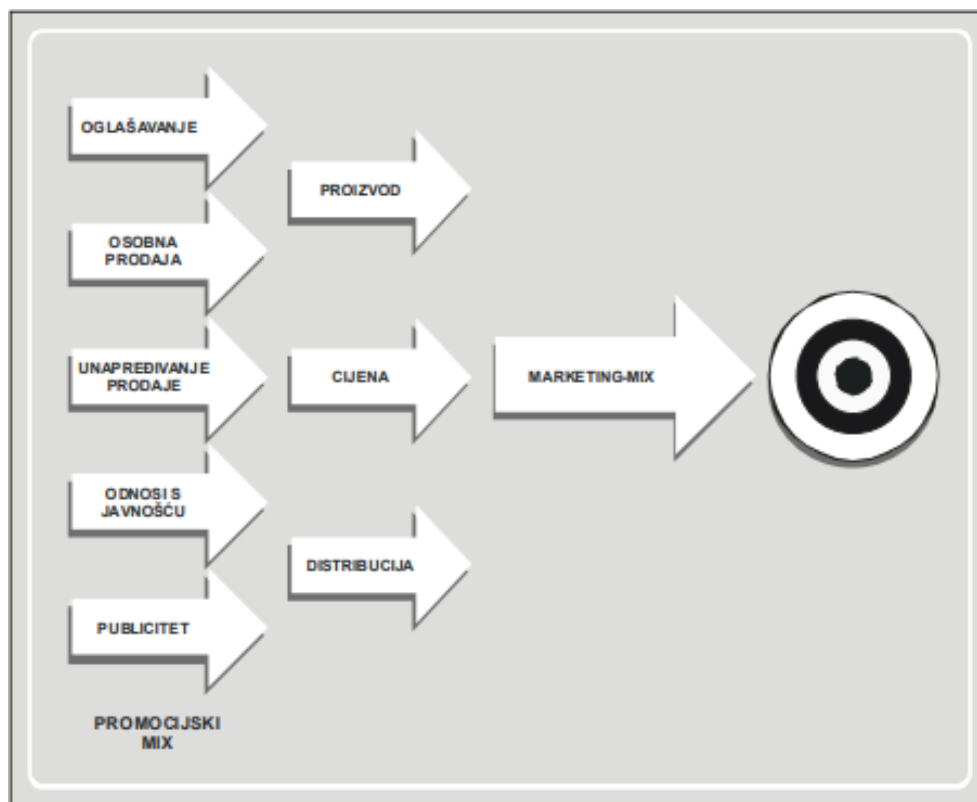 OGLAŠAVANJE
OSOBNA
PRODAJA
UNAPREĐIVANJE
PRODAJE
ODNOSI S
JAVNOŠĆU
PUBLICITET
PROMOCIJSKI
MIX
PROIZVOD
CIJENA
DISTRIBUCIJA
MARKETING-MIX